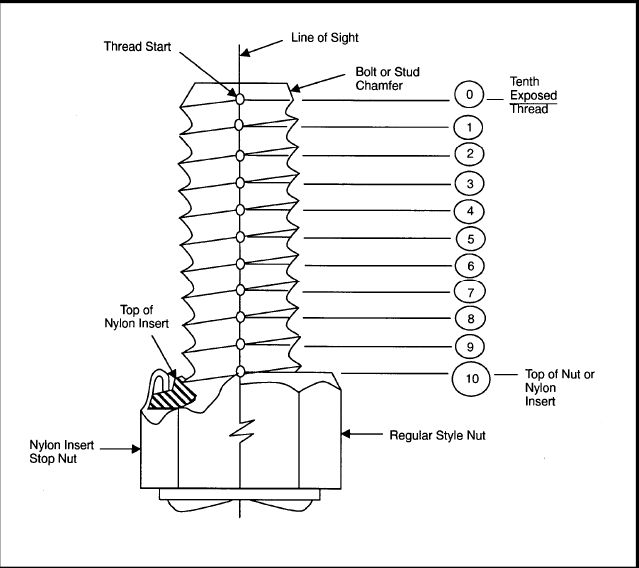 Thread Start
Line of Sight
Bolt or Stud
Chamfer
0
Tenth
Exposed
Thread
1
2
3
4
5
6
7
8
9
10
Top of Nut or
Nylon
Insert
Top of
Nylon Insert
Nylon Insert
Stop Nut
Regular Style Nut